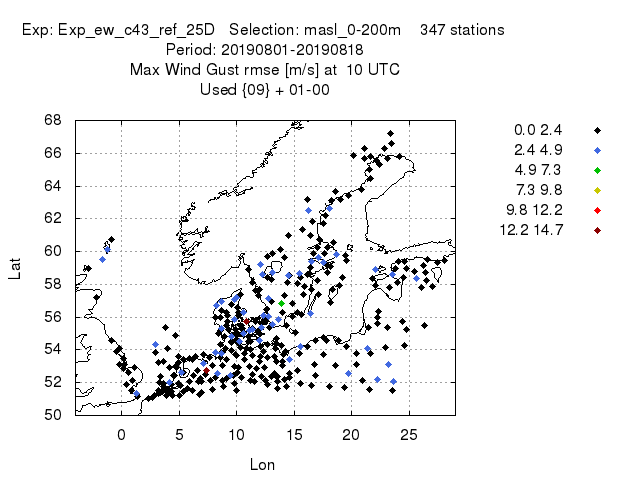 Exp: Exp_ew_c43_ref_25D Selection: masl_0-200m 347 stations
Period: 20190801-20190818
Max Wind Gust rmse [m/s] at 10 UTC
Used {09} + 01-00
68
66
64
62
60
58
56
54
52
50
Lat
0 5 10 15 20 25
Lon
0.0 2.4
2.4 4.9
4.9 7.3
7.3 9.8
9.8 12.2
12.2 14.7